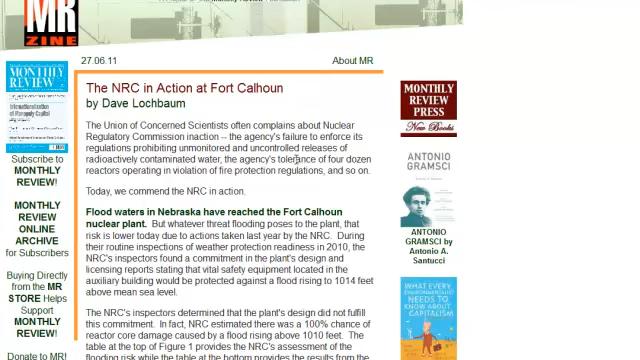 MR
ZINE
27.06.11
About MR
MONTHLY
REVIEW
Subscribe to
MONTHLY
REVIEW!
MONTHLY
REVIEW
ONLINE
ARCHIVE
for Subscribers
Buying Directly
from the MR
STORE Helps
Support
MONTHLY
REVIEW!
Donate to MR!
The NRC in Action at Fort Calhoun
by Dave Lochbaum
The Union of Concerned Scientists often complains about Nuclear
Regulatory Commission inaction -- the agency's failure to enforce its
regulations prohibiting unmonitored and uncontrolled releases of
radioactively contaminated water, the agency's tolerance of four dozen
reactors operating in violation of fire protection regulations, and so on.
Today, we commend the NRC in action.
Flood waters in Nebraska have reached the Fort Calhoun
nuclear plant. But whatever threat flooding poses to the plant, that
risk is lower today due to actions taken last year by the NRC. During
their routine inspections of weather protection readiness in 2010, the
NRC's inspectors found a commitment in the plant's design and
licensing reports stating that vital safety equipment located in the
auxiliary building would be protected against a flood rising to 1014 feet
above mean sea level.
The NRC's inspectors determined that the plant's design did not fulfill
this commitment. In fact, NRC estimated there was a 100% chance of
reactor core damage caused by a flood rising above 1010 feet. The
table at the top of Figure 1 provides the NRC's assessment of the
flooding risk while the table at the bottom provides the results from the
MONTHLY
REVIEW
PRESS
New Books
ANTONIO
GRAMSCI
ANTONIO
GRAMSCI by
Antonio A.
Santucci
WHAT EVERY
ENVIRONMENTALIST
NEEDS TO
KNOW ABOUT
CAPITALISM